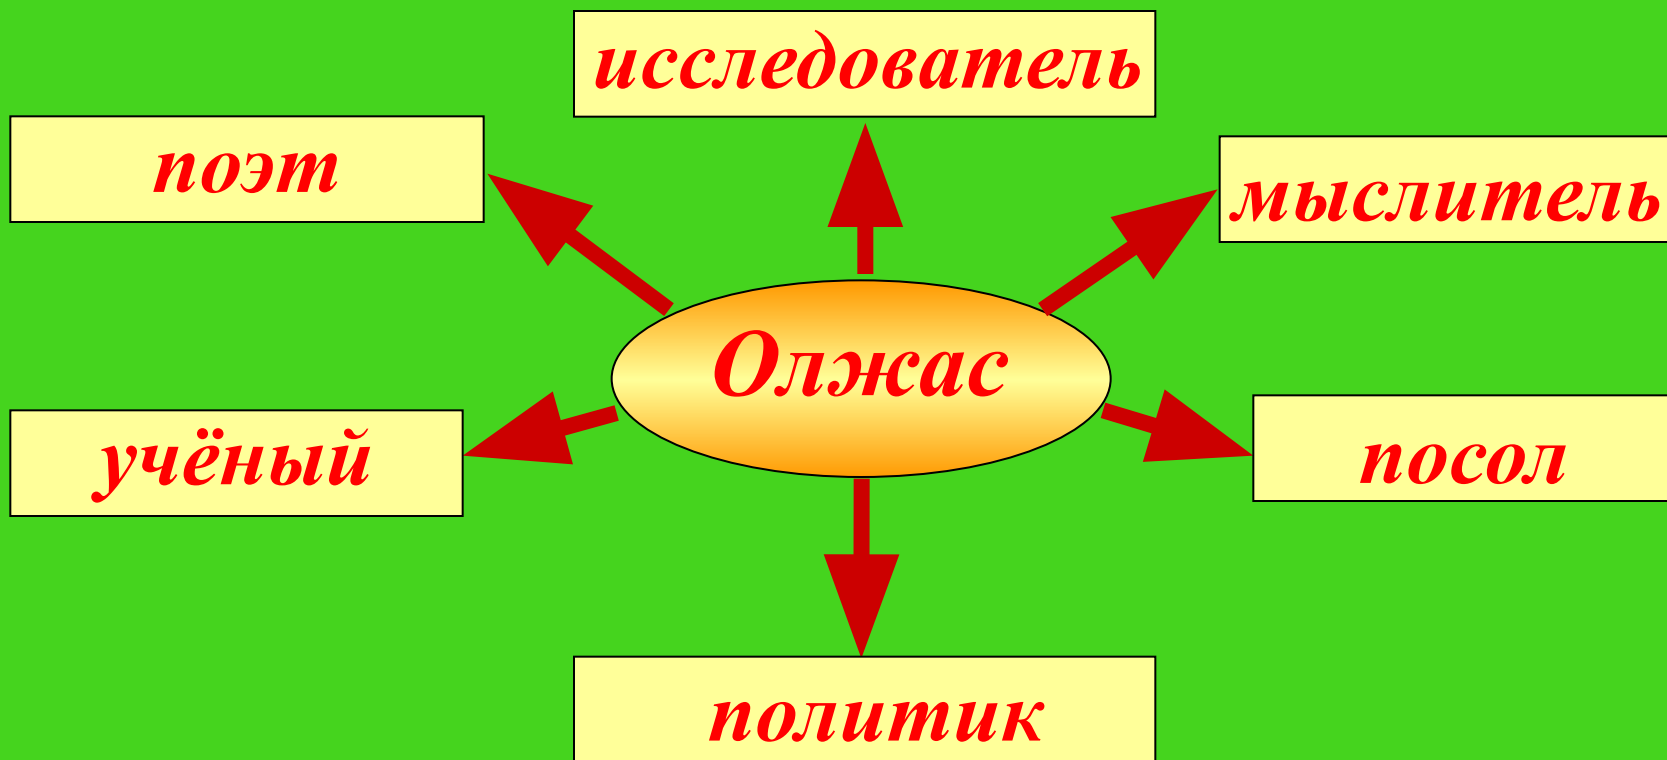 исследователь
поэт
мыслитель
Олжас
учёный
посол
политик